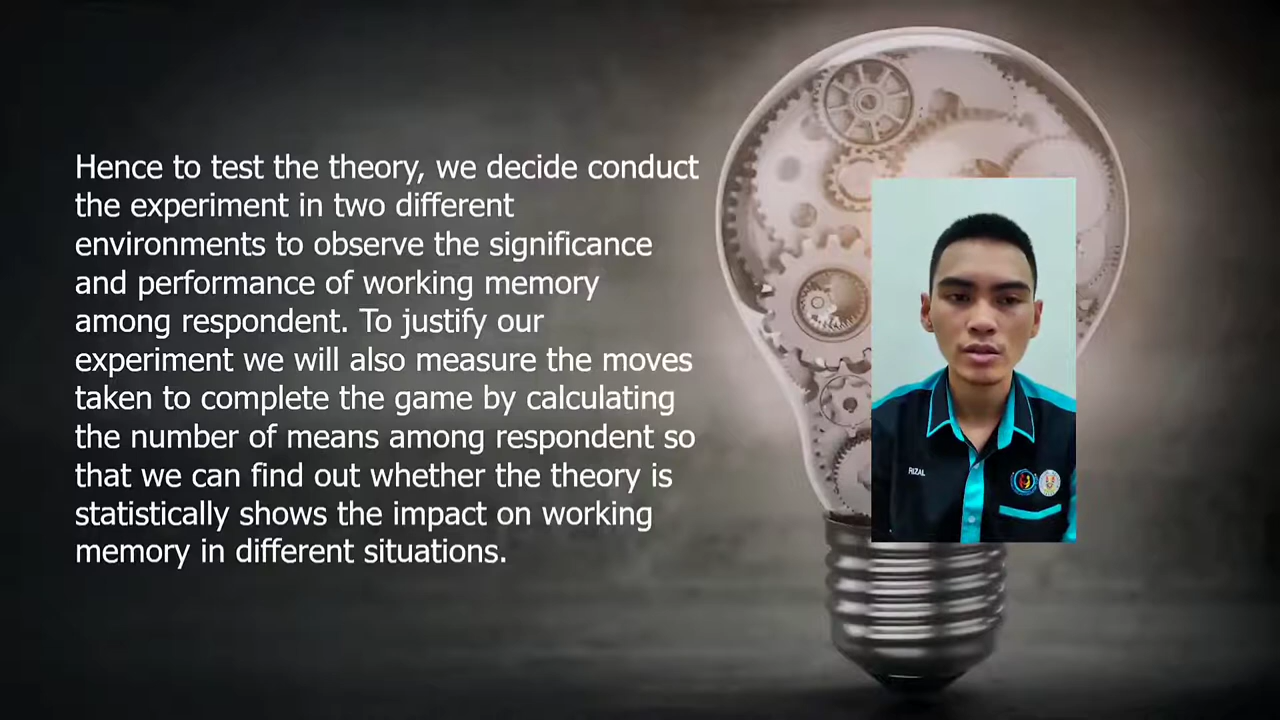 Hence to test the theory, we decide conduct
the experiment in two different
environments to observe the significance
and performance of working memory
among respondent. To justify our
experiment we will also measure the moves
taken to complete the game by calculating
the number of means among respondent so
that we can find out whether the theory is
statistically shows the impact on working
memory in different situations.
RIZAL